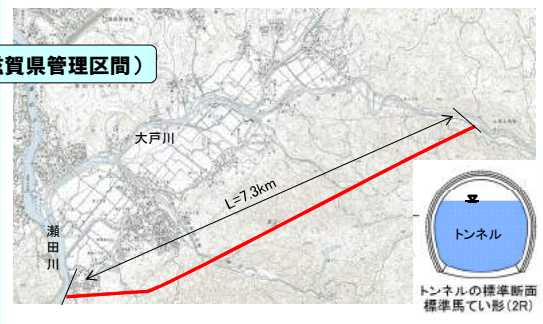 賀県管理区間）
大戸川
L=7.3km
瀬田川
トンネル
トンネルの標準断面
標準馬てい形(2R)